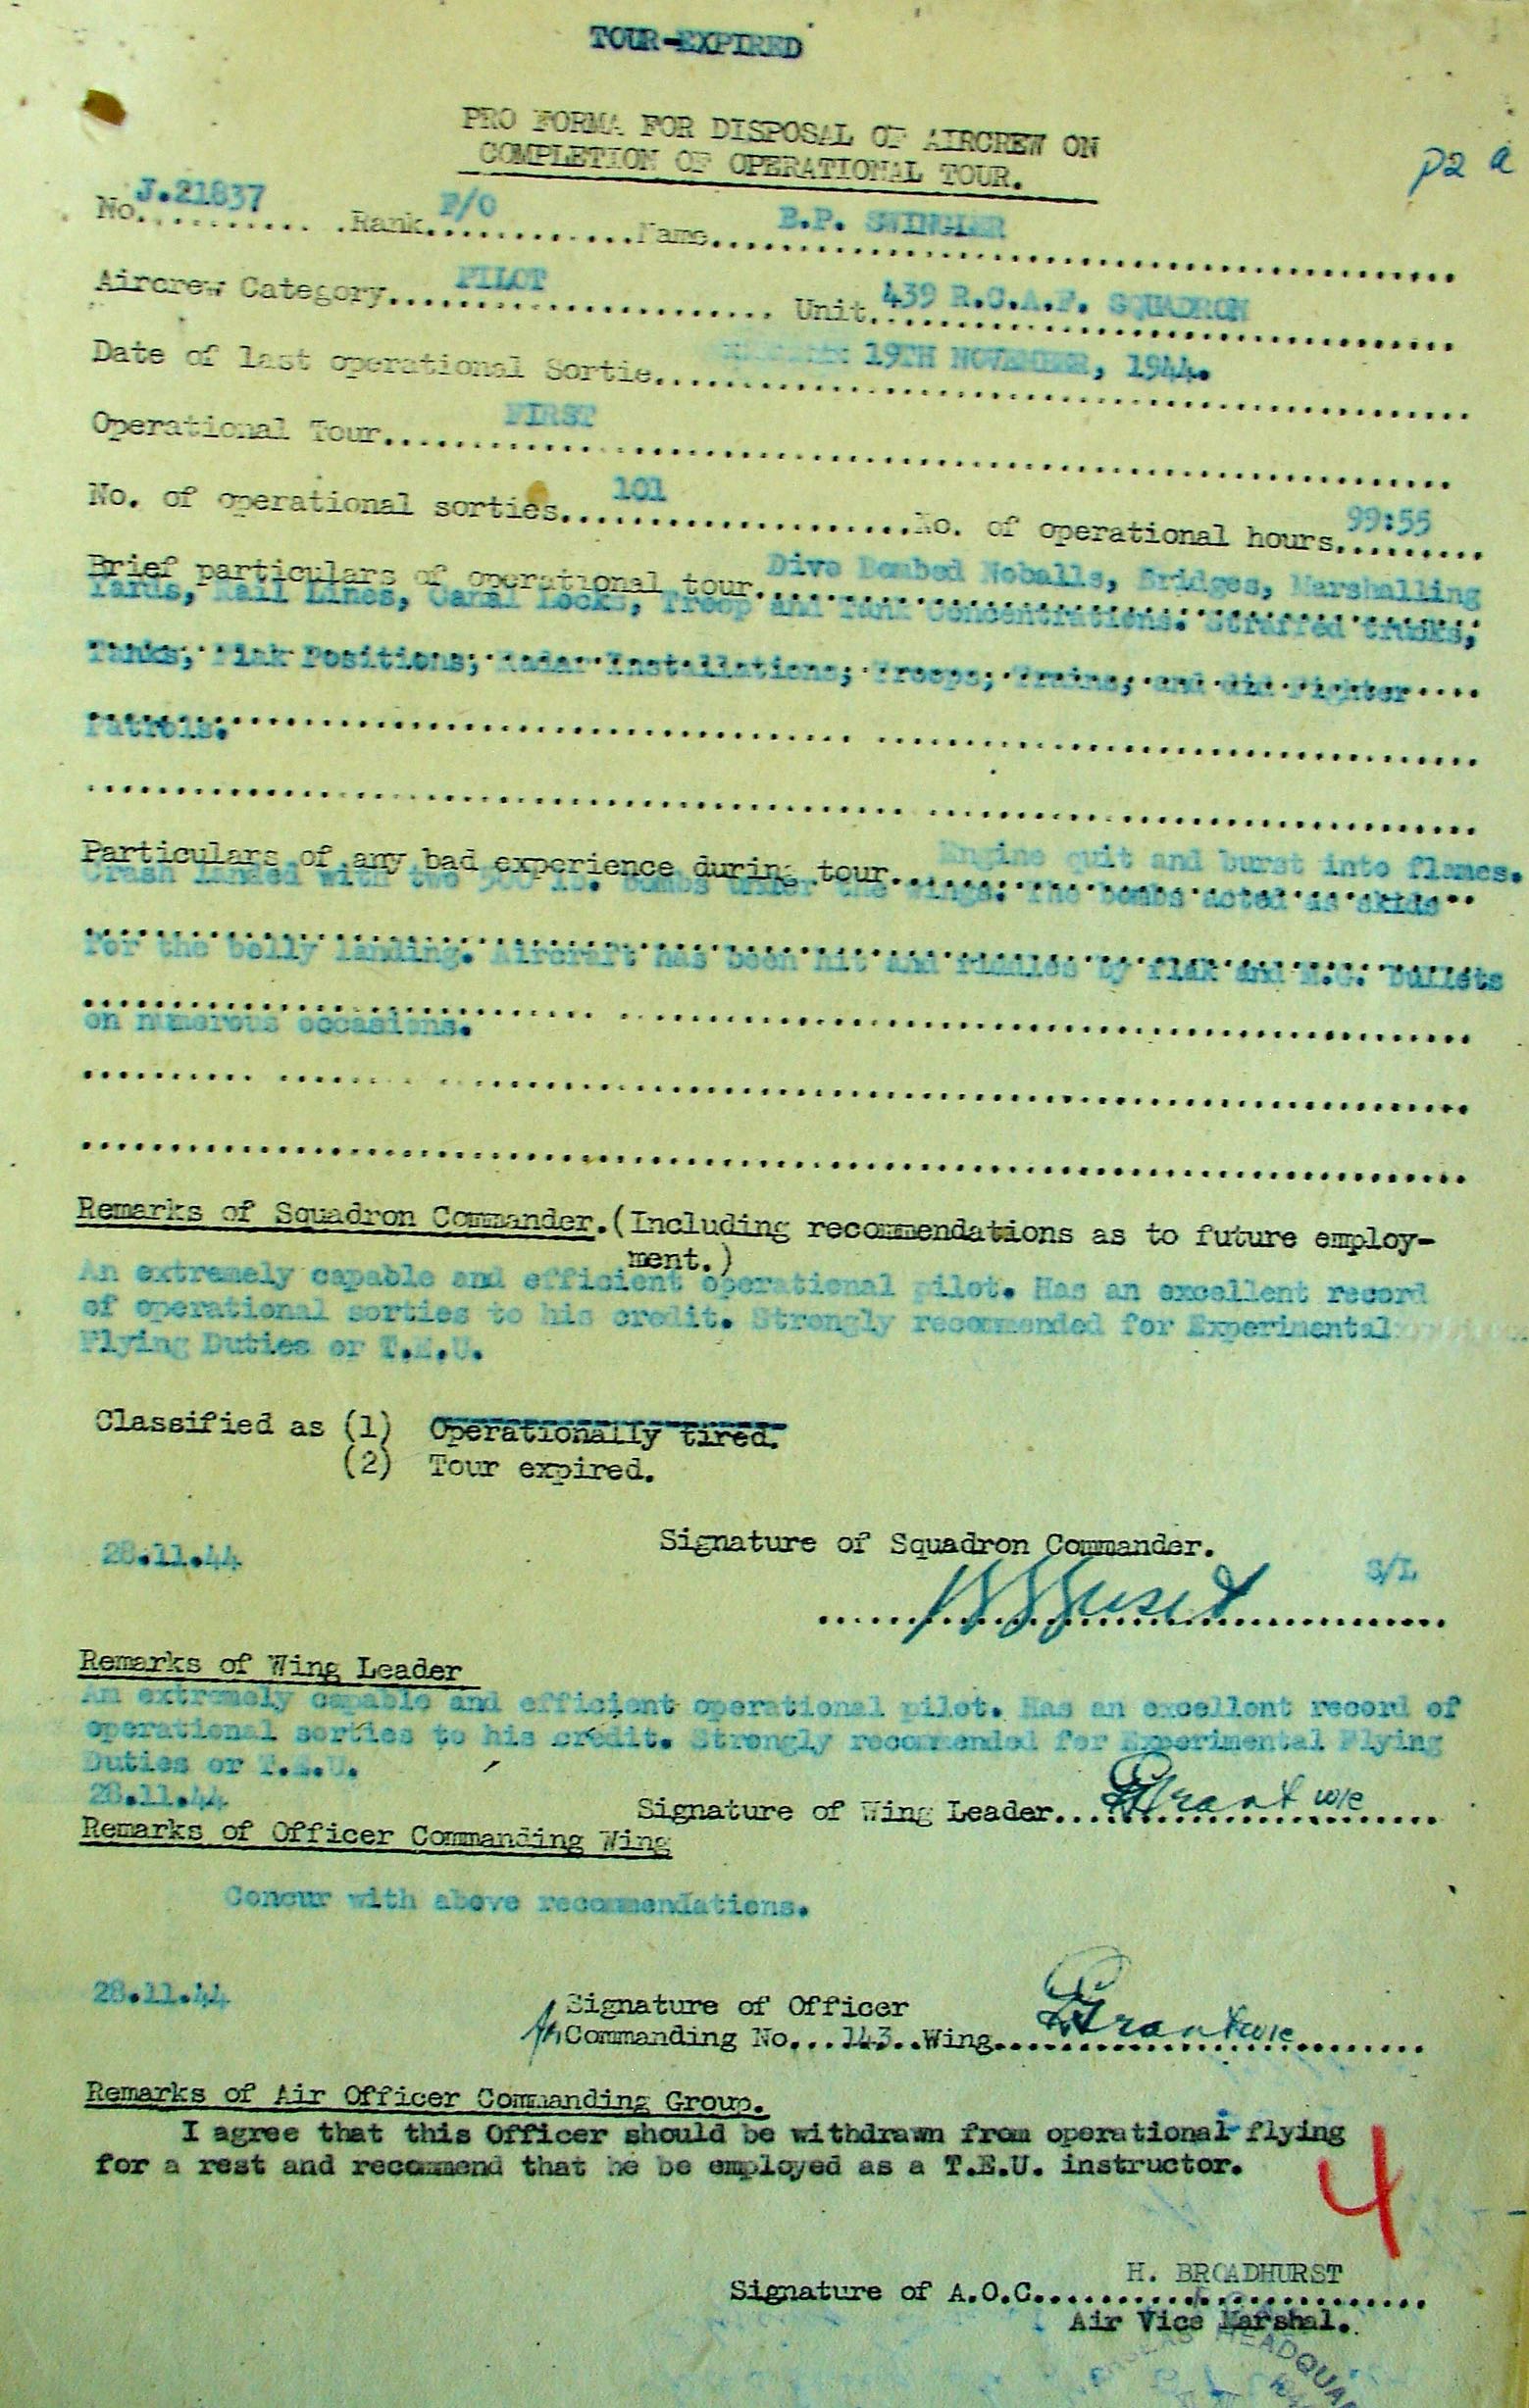 TOUR-EXPIRED
PRO FORMA FOR DISPOSAL OF AIRCREW ON
COMPLETION OF OPERATIONAL TOUR.
P2 a
No. J.21837 Rank F/O Name B.P. SWINGLER
Aircrew Category PILOT Unit 439 R.C.A.F. SQUADRON
Date of last operational Sortie 19TH NOVEMBER, 1944.
Operational Tour FIRST
No. of operational sorties 101 No. of operational hours 99:55
Brief particulars of operational tour. Dive Bombed Noballs, Bridges, Marshalling
Yards, Rail Lines, Canal Locks, Troop and Tank Concentrations. Straffed trucks,
Tanks, Flak Positions, Radar Installations, Troops, Trains, and did Fighter
Patrols.
Particulars of any bad experience during tour. Engine quit and burst into flames.
Crash landed with two 500 lb. bombs under the wings. The bombs acted as skids
for the belly landing. Aircraft has been hit and riddled by flak and M.G. bullets
on numerous occasions.
Remarks of Squadron Commander.(Including recommendations as to future employ-
ment.)
An extremely capable and efficient operational pilot. Has an excellent record
of operational sorties to his credit. Strongly recommended for Experimental
Flying Duties or T.E.U.
Classified as (1) Operationally tired.
(2) Tour expired.
28.11.44
Signature of Squadron Commander.
S/L
Remarks of Wing Leader
An extremely capable and efficient operational pilot. Has an excellent record of
operational sorties to his credit. Strongly recommended for Experimental Flying
Duties or T.E.U.
28.11.44
Signature of Wing Leader Grant W/C
Remarks of Officer Commanding Wing
Concur with above recommendations.
28.11.44
Signature of Officer
for Commanding No...143..Wing Grant W/C
Remarks of Air Officer Commanding Group.
I agree that this Officer should be withdrawn from operational flying
for a rest and recommend that he be employed as a T.E.U. instructor.
4
H. BROADHURST
Signature of A.O.C.
Air Vice Marshal.